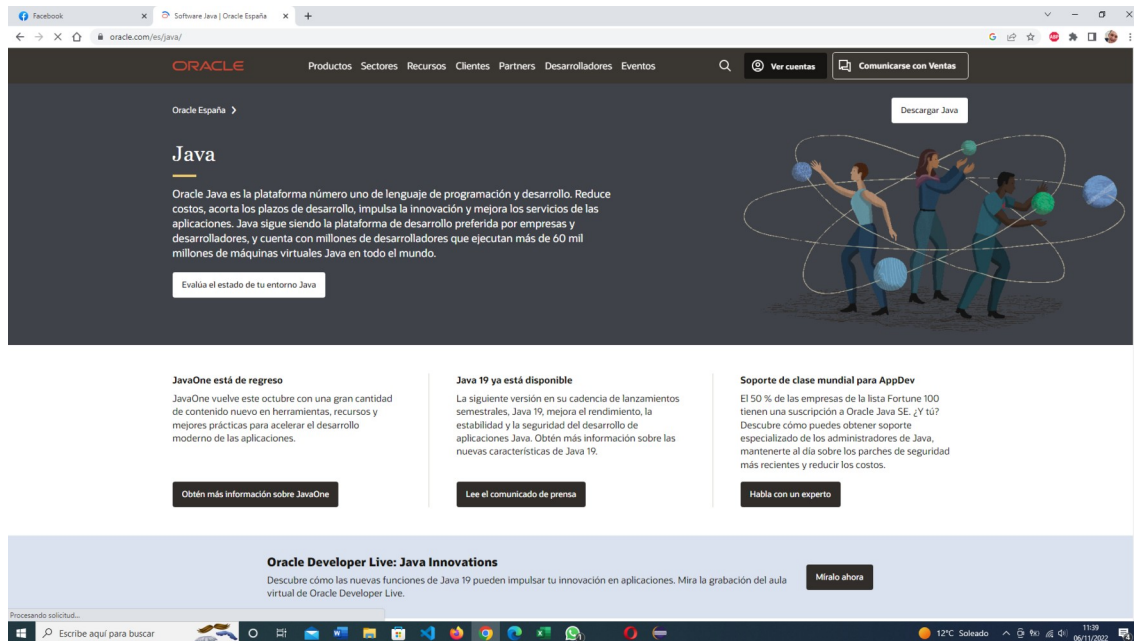 Facebook
Software Java | Oracle España
oracle.com/es/java/
ORACLE
Productos Sectores Recursos Clientes Partners Desarrolladores Eventos
Ver cuentas
Comunicarse con Ventas
Oracle España
Descargar Java
Java
Oracle Java es la plataforma número uno de lenguaje de programación y desarrollo. Reduce
costos, acorta los plazos de desarrollo, impulsa la innovación y mejora los servicios de las
aplicaciones. Java sigue siendo la plataforma de desarrollo preferida por empresas y
desarrolladores, y cuenta con millones de desarrolladores que ejecutan más de 60 mil
millones de máquinas virtuales Java en todo el mundo.
Evalúa el estado de tu entorno Java
JavaOne está de regreso
JavaOne vuelve este octubre con una gran cantidad
de contenido nuevo en herramientas, recursos y
mejores prácticas para acelerar el desarrollo
moderno de las aplicaciones.
Obtén más información sobre JavaOne
Java 19 ya está disponible
La siguiente versión en su cadencia de lanzamientos
semestrales, Java 19, mejora el rendimiento, la
estabilidad y la seguridad del desarrollo de
aplicaciones Java. Obtén más información sobre las
nuevas características de Java 19.
Lee el comunicado de prensa
Soporte de clase mundial para AppDev
El 50 % de las empresas de la lista Fortune 100
tienen una suscripción a Oracle Java SE. ¿Y tú?
Descubre cómo puedes obtener soporte
especializado de los administradores de Java,
mantenerte al día sobre los parches de seguridad
más recientes y reducir los costos.
Habla con un experto
Oracle Developer Live: Java Innovations
Descubre cómo las nuevas funciones de Java 19 pueden impulsar tu innovación en aplicaciones. Mira la grabación del aula
virtual de Oracle Developer Live.
Míralo ahora
Procesando solicitud...
Escribe aquí para buscar
12°C Soleado
11:39
06/11/2022